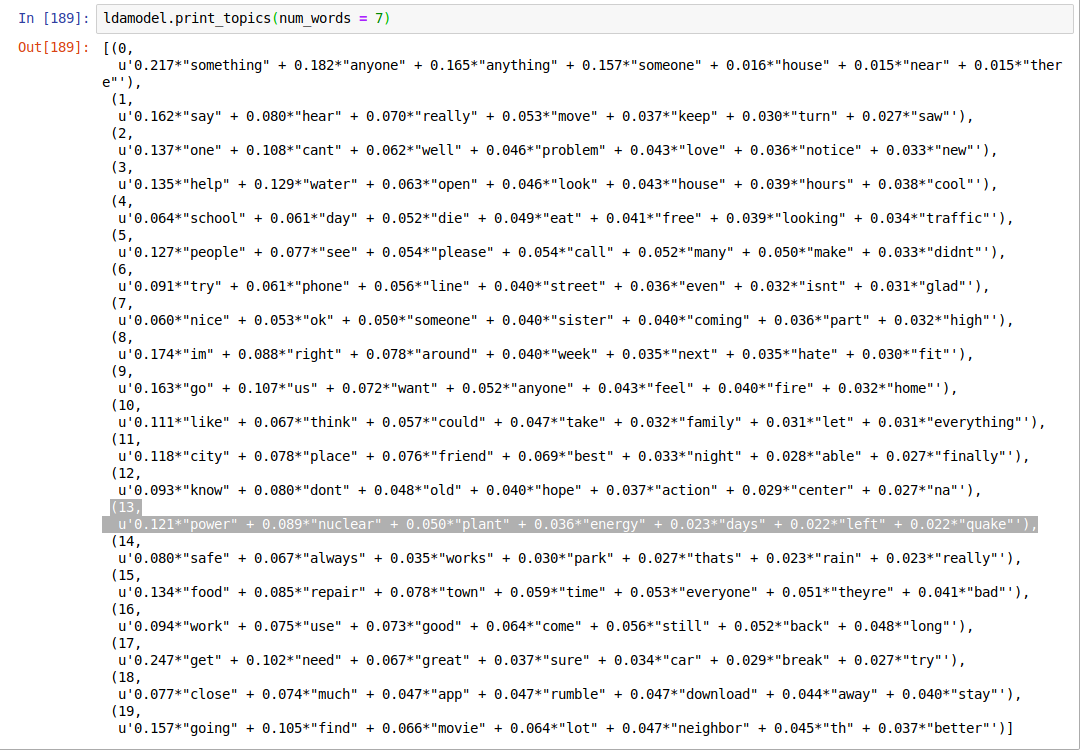 In [189]: ldamodel.print_topics(num_words = 7)
Out[189]: [(0,
u'0.217*"something" + 0.182*"anyone" + 0.165*"anything" + 0.157*"someone" + 0.016*"house" + 0.015*"near" + 0.015*"ther
e"'),
(1,
u'0.162*"say" + 0.080*"hear" + 0.070*"really" + 0.053*"move" + 0.037*"keep" + 0.030*"turn" + 0.027*"saw"'),
(2,
u'0.137*"one" + 0.108*"cant" + 0.062*"well" + 0.046*"problem" + 0.043*"love" + 0.036*"notice" + 0.033*"new"'),
(3,
u'0.135*"help" + 0.129*"water" + 0.063*"open" + 0.046*"look" + 0.043*"house" + 0.039*"hours" + 0.038*"cool"'),
(4,
u'0.064*"school" + 0.061*"day" + 0.052*"die" + 0.049*"eat" + 0.041*"free" + 0.039*"looking" + 0.034*"traffic"'),
(5,
u'0.127*"people" + 0.077*"see" + 0.054*"please" + 0.054*"call" + 0.052*"many" + 0.050*"make" + 0.033*"didnt"'),
(6,
u'0.091*"try" + 0.061*"phone" + 0.056*"line" + 0.040*"street" + 0.036*"even" + 0.032*"isnt" + 0.031*"glad"'),
(7,
u'0.060*"nice" + 0.053*"ok" + 0.050*"someone" + 0.040*"sister" + 0.040*"coming" + 0.036*"part" + 0.032*"high"'),
(8,
u'0.174*"im" + 0.088*"right" + 0.078*"around" + 0.040*"week" + 0.035*"next" + 0.035*"hate" + 0.030*"fit"'),
(9,
u'0.163*"go" + 0.107*"us" + 0.072*"want" + 0.052*"anyone" + 0.043*"feel" + 0.040*"fire" + 0.032*"home"'),
(10,
u'0.111*"like" + 0.067*"think" + 0.057*"could" + 0.047*"take" + 0.032*"family" + 0.031*"let" + 0.031*"everything"'),
(11,
u'0.118*"city" + 0.078*"place" + 0.076*"friend" + 0.069*"best" + 0.033*"night" + 0.028*"able" + 0.027*"finally"'),
(12,
u'0.093*"know" + 0.080*"dont" + 0.048*"old" + 0.040*"hope" + 0.037*"action" + 0.029*"center" + 0.027*"na"'),
(13,
u'0.121*"power" + 0.089*"nuclear" + 0.050*"plant" + 0.036*"energy" + 0.023*"days" + 0.022*"left" + 0.022*"quake"'),
(14,
u'0.080*"safe" + 0.067*"always" + 0.035*"works" + 0.030*"park" + 0.027*"thats" + 0.023*"rain" + 0.023*"really"'),
(15,
u'0.134*"food" + 0.085*"repair" + 0.078*"town" + 0.059*"time" + 0.053*"everyone" + 0.051*"theyre" + 0.041*"bad"'),
(16,
u'0.094*"work" + 0.075*"use" + 0.073*"good" + 0.064*"come" + 0.056*"still" + 0.052*"back" + 0.048*"long"'),
(17,
u'0.247*"get" + 0.102*"need" + 0.067*"great" + 0.037*"sure" + 0.034*"car" + 0.029*"break" + 0.027*"try"'),
(18,
u'0.077*"close" + 0.074*"much" + 0.047*"app" + 0.047*"rumble" + 0.047*"download" + 0.044*"away" + 0.040*"stay"'),
(19,
u'0.157*"going" + 0.105*"find" + 0.066*"movie" + 0.064*"lot" + 0.047*"neighbor" + 0.045*"th" + 0.037*"better"')]